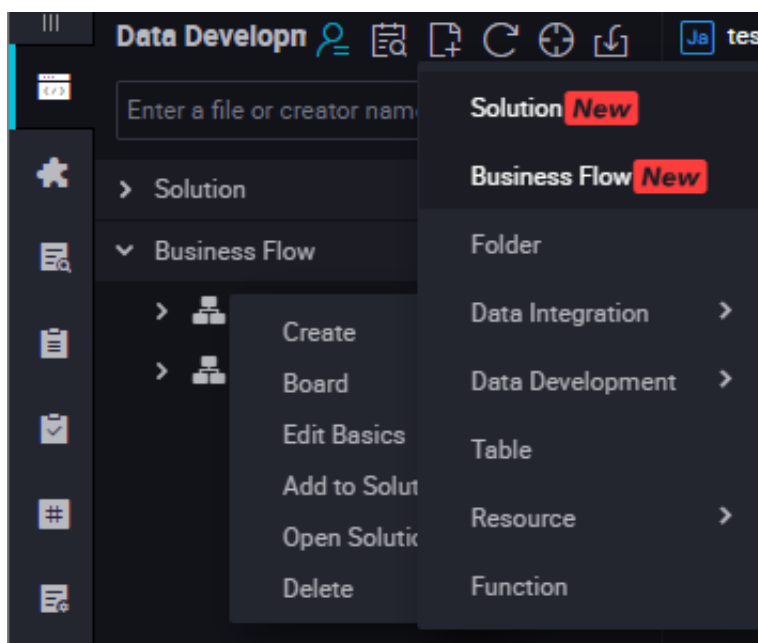 Data Developn
Ja tes
Enter a file or creator nam
Solution New
Business Flow New
Solution
Business Flow
Folder
Data Integration
Data Development
Table
Resource
Function
Create
Board
Edit Basics
Add to Solut
Open Solutic
Delete